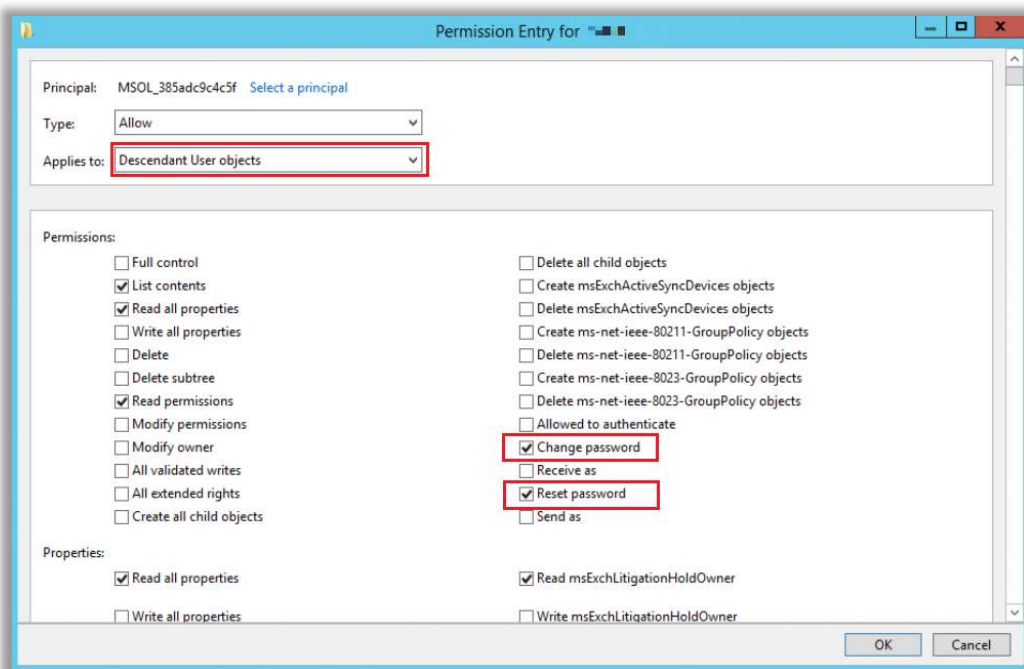 Permission Entry for
Principal: MSOL_385adc9c4c5f Select a principal
Type: Allow
Applies to: Descendant User objects
Permissions:
Full control
List contents
Read all properties
Write all properties
Delete
Delete subtree
Read permissions
Modify permissions
Modify owner
All validated writes
All extended rights
Create all child objects
Delete all child objects
Create msExchActiveSyncDevices objects
Delete msExchActiveSyncDevices objects
Create ms-net-ieee-80211-GroupPolicy objects
Delete ms-net-ieee-80211-GroupPolicy objects
Create ms-net-ieee-8023-GroupPolicy objects
Delete ms-net-ieee-8023-GroupPolicy objects
Allowed to authenticate
Change password
Receive as
Reset password
Send as
Properties:
Read all properties
Write all properties
Read msExchLitigationHoldOwner
Write msExchLitigationHoldOwner
OK
Cancel